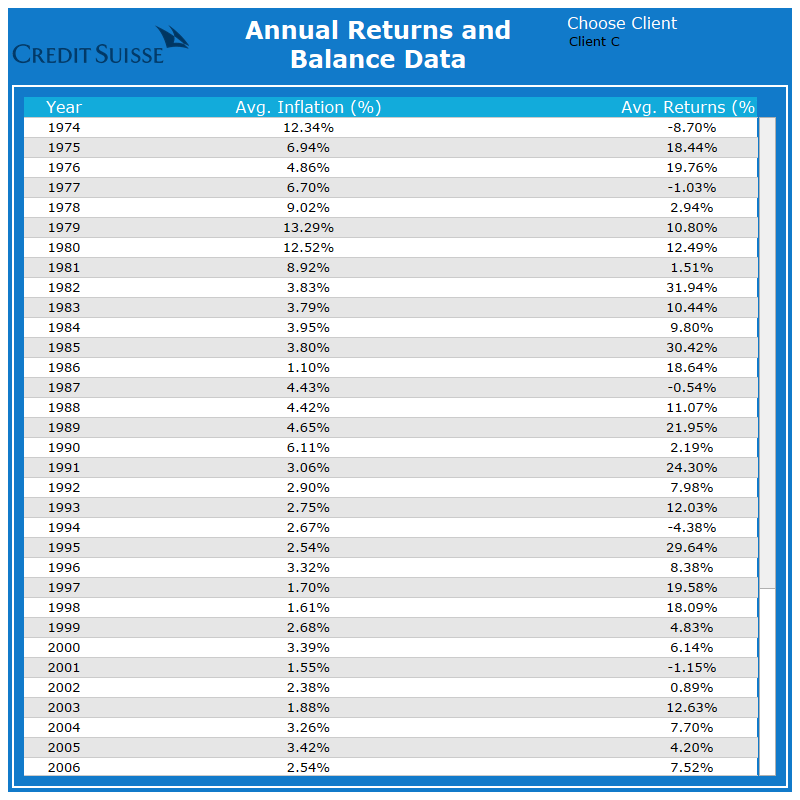 Annual Returns and
Balance Data
Choose Client
Client C
CREDIT SUISSE
Year Avg. Inflation (%) Avg. Returns (%
1974 12.34% -8.70%
1975 6.94% 18.44%
1976 4.86% 19.76%
1977 6.70% -1.03%
1978 9.02% 2.94%
1979 13.29% 10.80%
1980 12.52% 12.49%
1981 8.92% 1.51%
1982 3.83% 31.94%
1983 3.79% 10.44%
1984 3.95% 9.80%
1985 3.80% 30.42%
1986 1.10% 18.64%
1987 4.43% -0.54%
1988 4.42% 11.07%
1989 4.65% 21.95%
1990 6.11% 2.19%
1991 3.06% 24.30%
1992 2.90% 7.98%
1993 2.75% 12.03%
1994 2.67% -4.38%
1995 2.54% 29.64%
1996 3.32% 8.38%
1997 1.70% 19.58%
1998 1.61% 18.09%
1999 2.68% 4.83%
2000 3.39% 6.14%
2001 1.55% -1.15%
2002 2.38% 0.89%
2003 1.88% 12.63%
2004 3.26% 7.70%
2005 3.42% 4.20%
2006 2.54% 7.52%